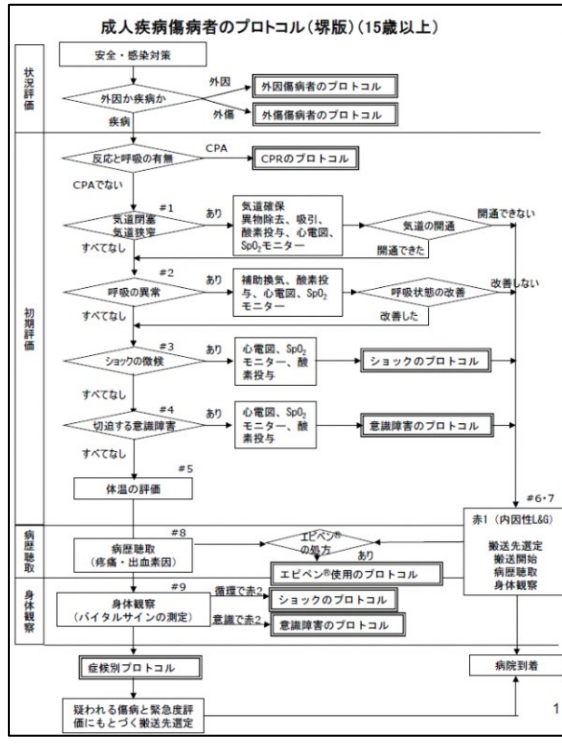 成人疾病傷病者のプロトコル(堺版)(15歳以上)
状況評価
安全・感染対策
外因か疾病か
外因
外因傷病者のプロトコル
外傷
外傷傷病者のプロトコル
疾病
初期評価
反応と呼吸の有無
CPA
CPRのプロトコル
CPAでない
#1
気道閉塞
気道狭窄
あり
気道確保
異物除去、吸引、
酸素投与、心電図、
SpO₂モニター
気道の開通
開通できない
開通できた
すべてなし
#2
呼吸の異常
あり
補助換気、酸素投
与、心電図、SpO₂
モニター
呼吸状態の改善
改善しない
改善した
すべてなし
#3
ショックの徴候
あり
心電図、SpO₂
モニター、酸
素投与
ショックのプロトコル
すべてなし
#4
切迫する意識障害
あり
心電図、SpO₂
モニター、酸
素投与
意識障害のプロトコル
すべてなし
#5
体温の評価
#6・7
赤1(内因性L&G)
搬送先選定
搬送開始
病歴聴取
身体観察
病歴聴取
#8
病歴聴取
(疼痛・出血素因)
エピペン®
の処方
あり
エピペン®使用のプロトコル
身体観察
#9
身体観察
(バイタルサインの測定)
循環で赤2
ショックのプロトコル
意識で赤2
意識障害のプロトコル
症候別プロトコル
病院到着
疑われる傷病と緊急度評
価にもとづく搬送先選定
1